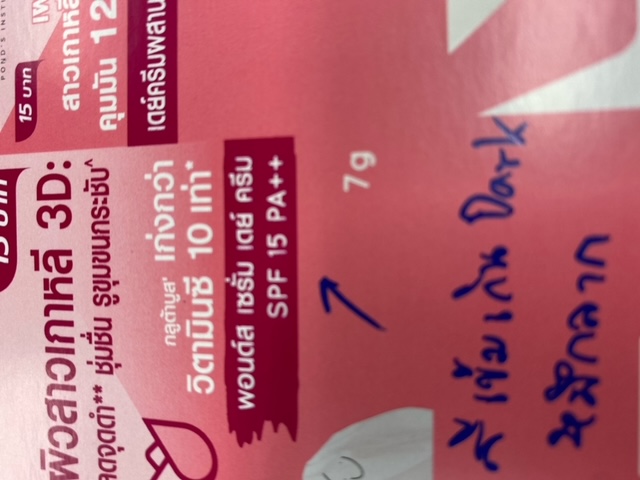 POND'S INST
15 บาท
สาวเกาหลี
คุมมัน 12
เดย์ครีมพลาน
15 บาท
ผิวสาวเกาหลี 3D:
ลดจุดดำ** ชุ่มชื่น รูขุมขนกระชับ^
กลูต้าบูส' เก่งกว่า
วิตามินซี 10 เท่า*
พอนด์ส เซรั่ม เดย์ ครีม
SPF 15 PA++
7g
สี เข้ม เกิน Dark
หมึกลาก